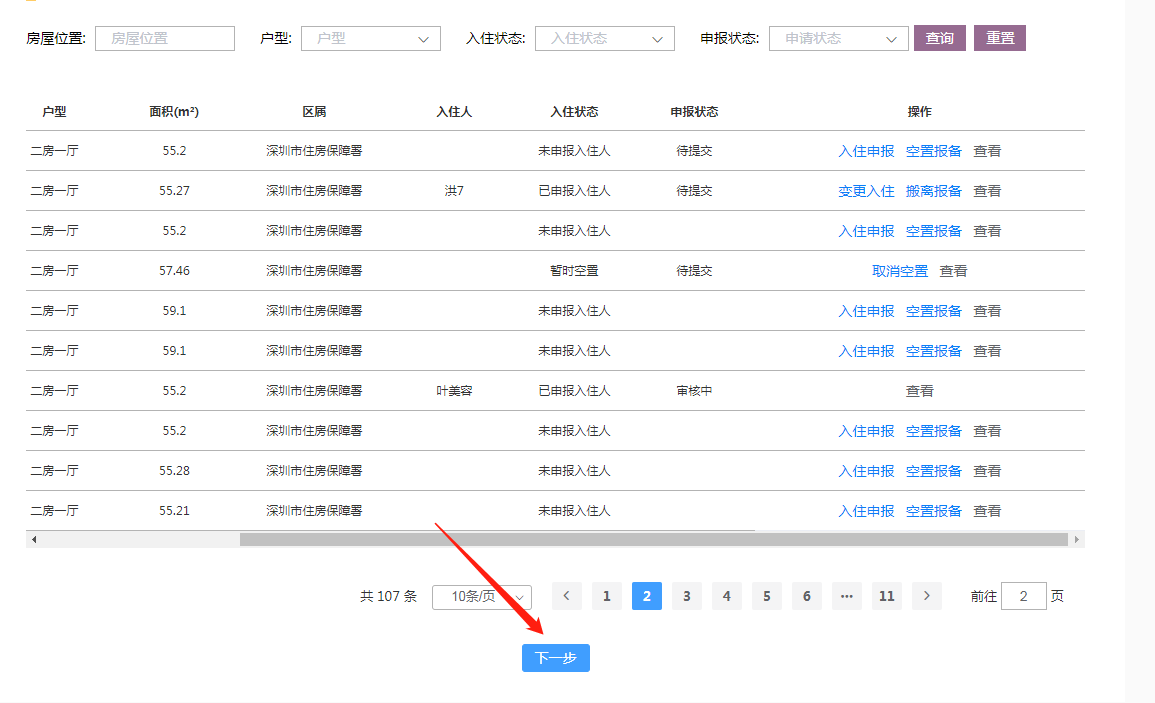 房屋位置: 房屋位置 户型: 户型 入住状态: 入住状态 申报状态: 申请状态 查询 重置
户型 面积(m²) 区属 入住人 入住状态 申报状态 操作
二房一厅 55.2 深圳市住房保障署 未申报入住人 待提交 入住申报 空置报备 查看
二房一厅 55.27 深圳市住房保障署 洪7 已申报入住人 待提交 变更入住 搬离报备 查看
二房一厅 55.2 深圳市住房保障署 未申报入住人 入住申报 空置报备 查看
二房一厅 57.46 深圳市住房保障署 暂时空置 待提交 取消空置 查看
二房一厅 59.1 深圳市住房保障署 未申报入住人 入住申报 空置报备 查看
二房一厅 59.1 深圳市住房保障署 未申报入住人 入住申报 空置报备 查看
二房一厅 55.2 深圳市住房保障署 叶美容 已申报入住人 审核中 查看
二房一厅 55.2 深圳市住房保障署 未申报入住人 入住申报 空置报备 查看
二房一厅 55.28 深圳市住房保障署 未申报入住人 入住申报 空置报备 查看
二房一厅 55.21 深圳市住房保障署 未申报入住人 入住申报 空置报备 查看
共 107 条 10条/页 1 2 3 4 5 6 ••• 11 前往 2 页
下一步